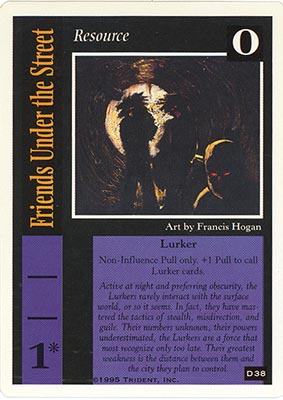 Friends Under the Street
Resource
O
Art by Francis Hogan
Lurker
Non-Influence Pull only. +1 Pull to call
Lurker cards.
Active at night and preferring obscurity, the
Lurkers rarely interact with the surface
world, or so it seems. In fact, they have mas-
tered the tactics of stealth, misdirection, and
guile. Their numbers unknown, their powers
underestimated, the Lurkers are a force that
most recognize only too late. Their greatest
weakness is the distance between them and
the city they plan to control.
1*
©1995 TRIDENT, INC.
D 38